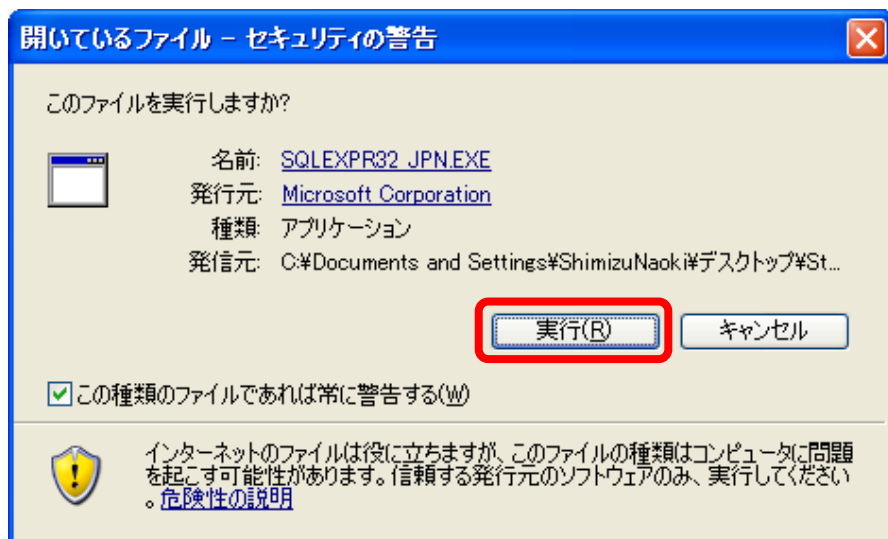 開いているファイル - セキュリティの警告
このファイルを実行しますか?
名前: SQLEXPR32_JPN.EXE
発行元: Microsoft Corporation
種類: アプリケーション
発信元: C:¥Documents and Settings¥ShimizuNaoki¥デスクトップ¥St...
実行(R) キャンセル
この種類のファイルであれば常に警告する(W)
インターネットのファイルは役に立ちますが、このファイルの種類はコンピュータに問題
を起こす可能性があります。信頼する発行元のソフトウェアのみ、実行してください
。危険性の説明